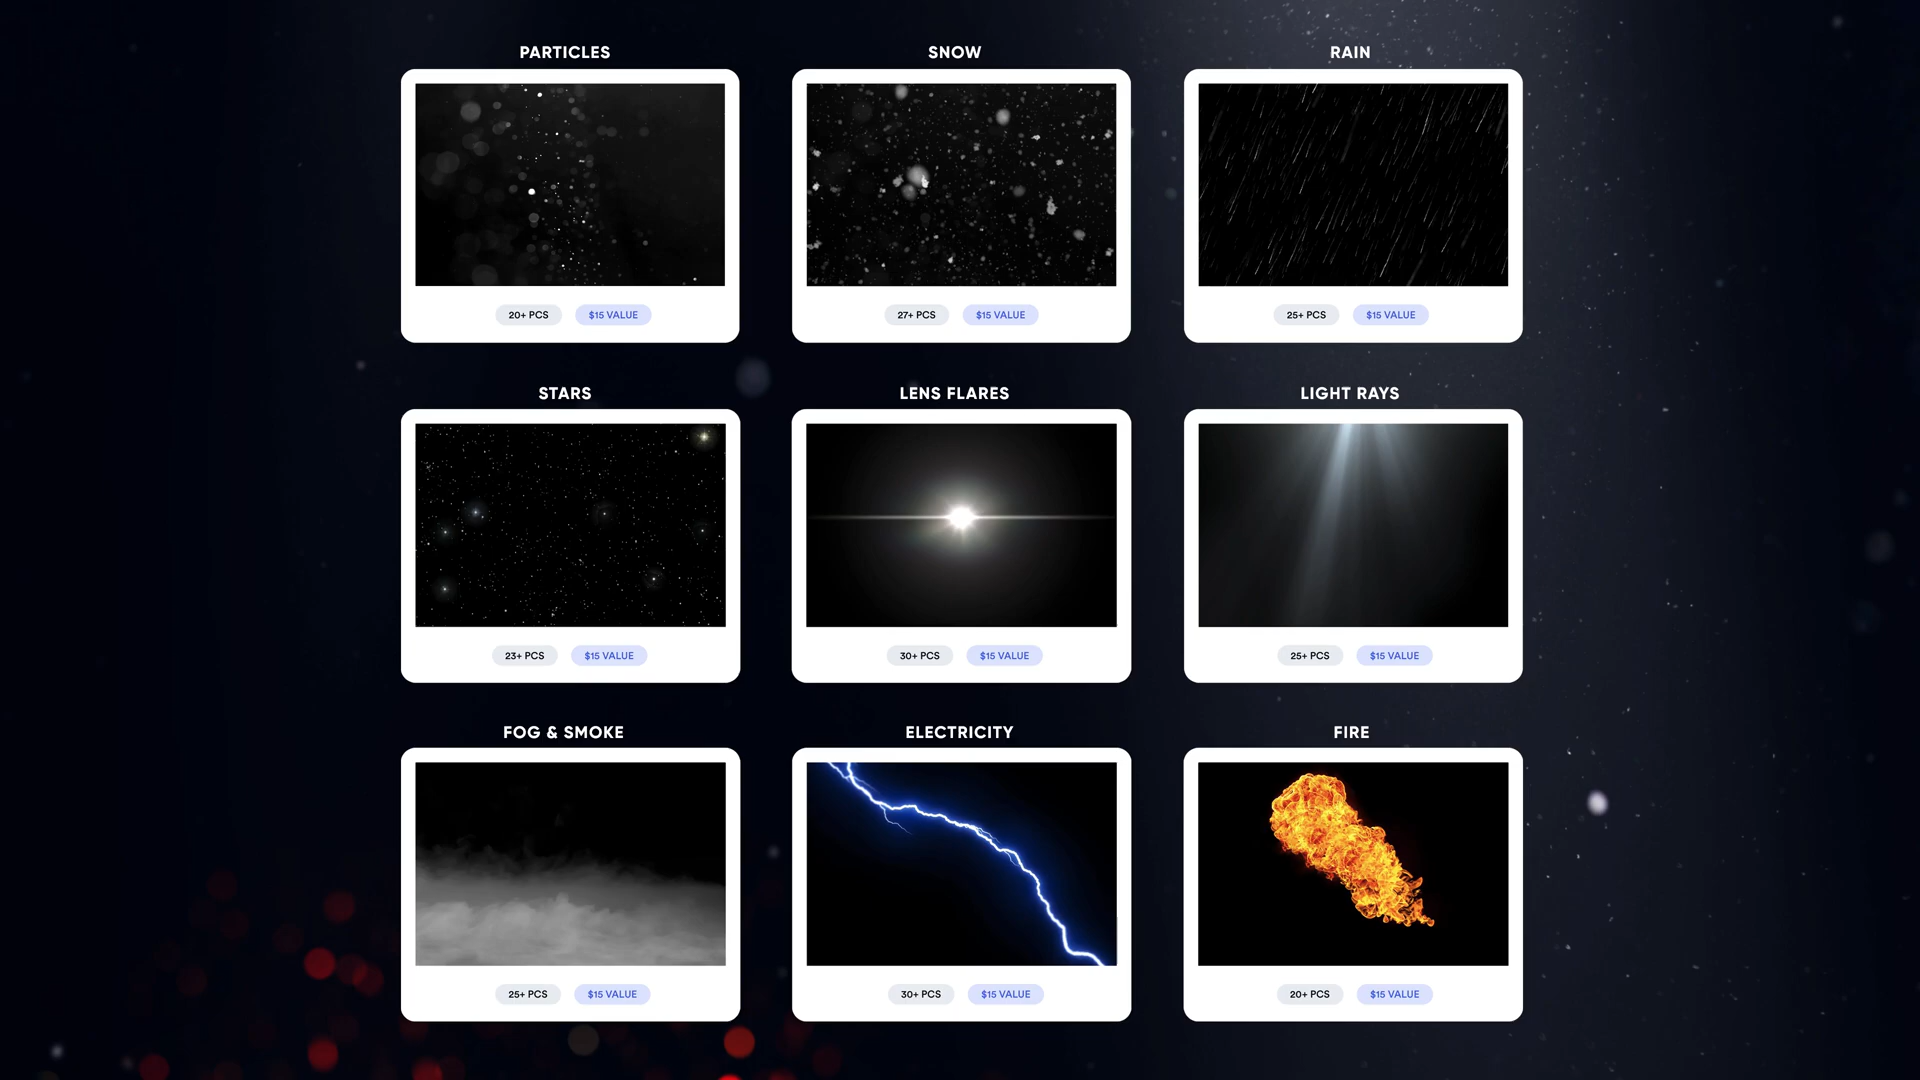 PARTICLES
SNOW
RAIN
20+ PCS $15 VALUE
27+ PCS $15 VALUE
25+ PCS $15 VALUE
STARS
LENS FLARES
LIGHT RAYS
23+ PCS $15 VALUE
30+ PCS $15 VALUE
25+ PCS $15 VALUE
FOG & SMOKE
ELECTRICITY
FIRE
25+ PCS $15 VALUE
30+ PCS $15 VALUE
20+ PCS $15 VALUE